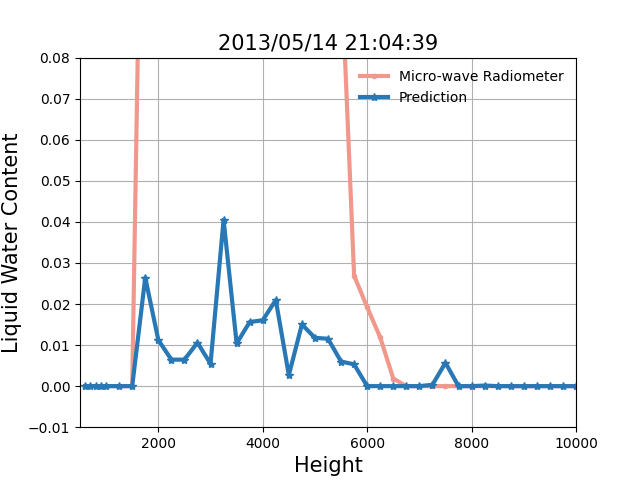 2013/05/14 21:04:39
Micro-wave Radiometer
Prediction
Liquid Water Content
0.08
0.07
0.06
0.05
0.04
0.03
0.02
0.01
0.00
−0.01
2000 4000 6000 8000 10000
Height